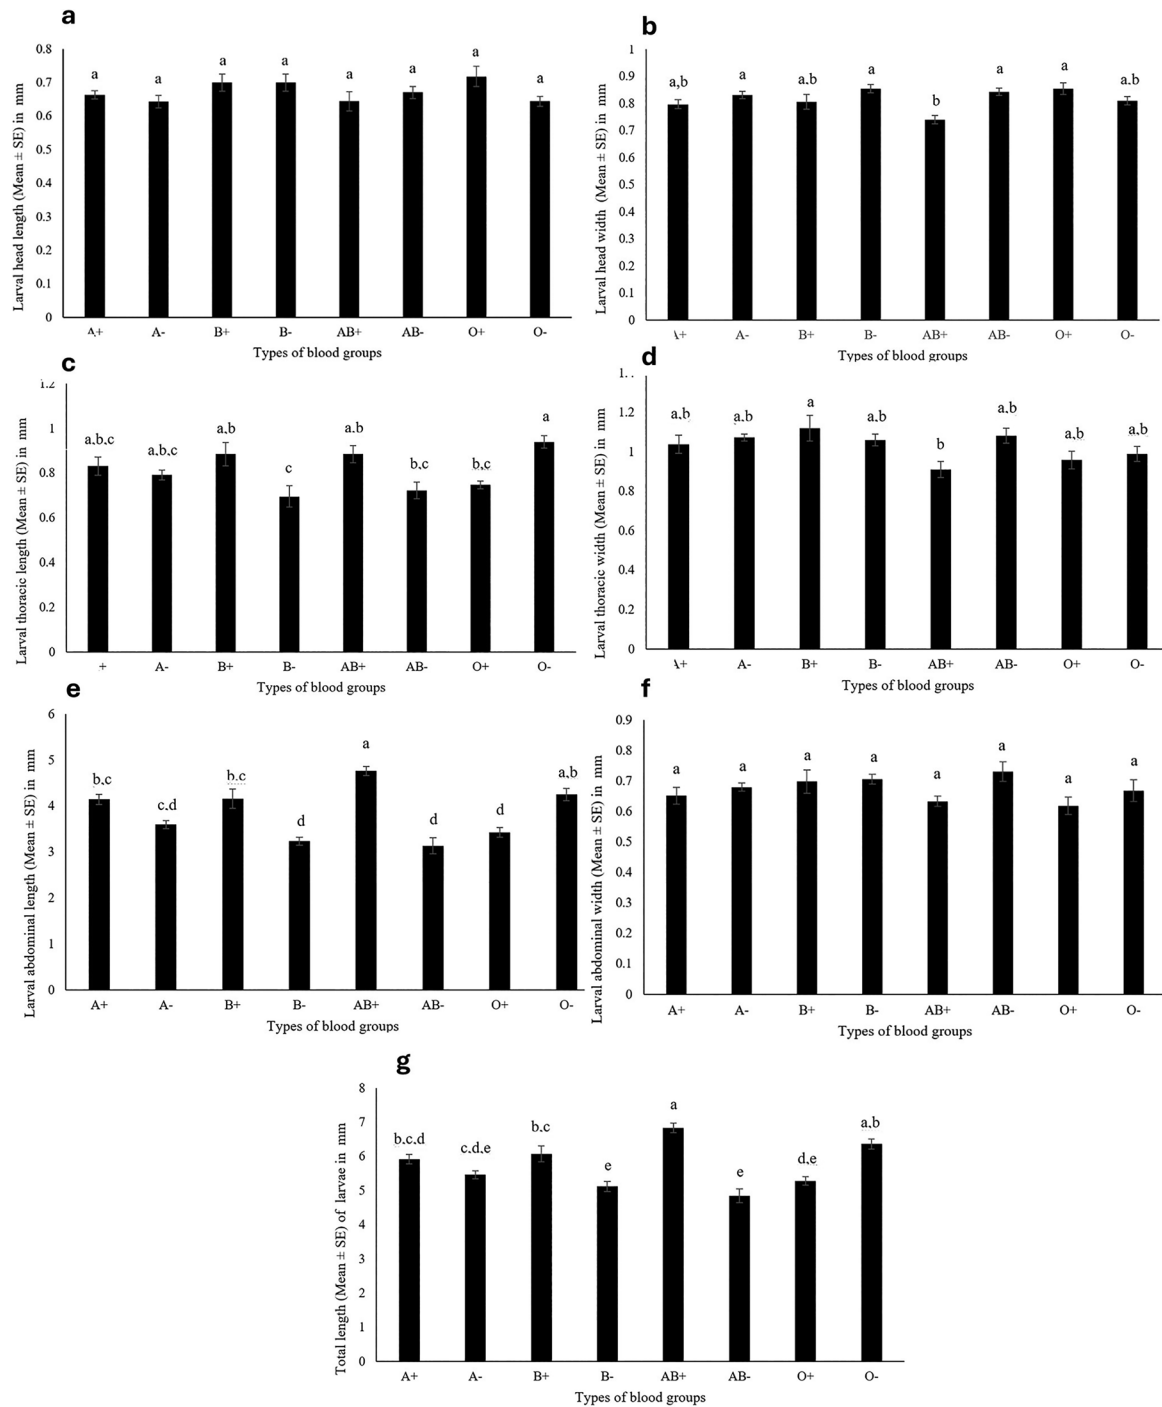 a
Larval head length (Mean ± SE) in mm
0.8
0.7
0.6
0.5
0.4
0.3
0.2
0.1
0
a a a a a a a a
A+ A- B+ B- AB+ AB- O+ O-
Types of blood groups
b
Larval head width (Mean ± SE) in mm
1
0.9
0.8
0.7
0.6
0.5
0.4
0.3
0.2
0.1
0
a,b a a,b a b a a a,b
A- B+ B- AB+ AB- O+ O-
Types of blood groups
c
Larval thoracic length (Mean ± SE) in mm
1.2
1
0.8
0.6
0.4
0.2
0
a,b,c a,b,c a,b c a,b b,c b,c a
+ A- B+ B- AB+ AB- O+ O-
Types of blood groups
d
Larval thoracic width (Mean ± SE) in mm
1.2
1
0.8
0.6
0.4
0.2
0
a,b a,b a a,b b a,b a,b a,b
A- B+ B- AB+ AB- O+ O-
Types of blood groups
e
Larval abdominal length (Mean ± SE) in mm
6
5
4
3
2
1
0
b,c c,d b,c d a d d a,b
A+ A- B+ B- AB+ AB- O+ O-
Types of blood groups
f
Larval abdominal width (Mean ± SE) in mm
0.9
0.8
0.7
0.6
0.5
0.4
0.3
0.2
0.1
0
a a a a a a a a
A+ A- B+ B- AB+ AB- O+ O-
Types of blood groups
g
Total length (Mean ± SE) of larvae in mm
8
7
6
5
4
3
2
1
0
b,c,d c,d,e b,c e a e d,e a,b
A+ A- B+ B- AB+ AB- O+ O-
Types of blood groups